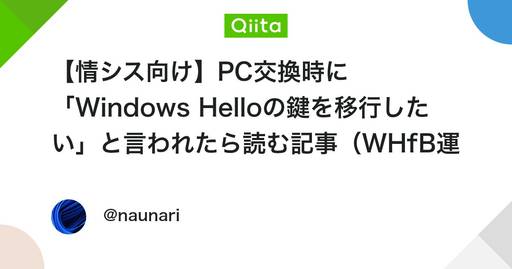 Qiita
【情シス向け】PC交換時に
「Windows Helloの鍵を移行した
い」と言われたら読む記事（WHfB運
@naunari